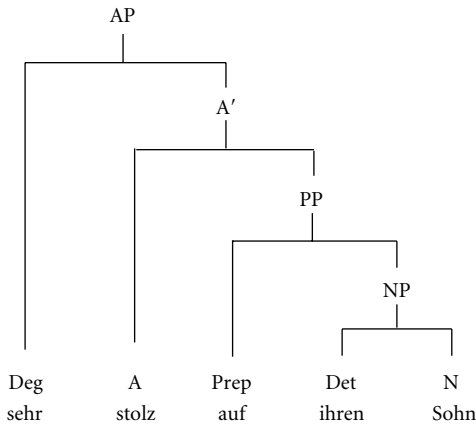 AP
A′
PP
NP
Deg A Prep Det N
sehr stolz auf ihren Sohn